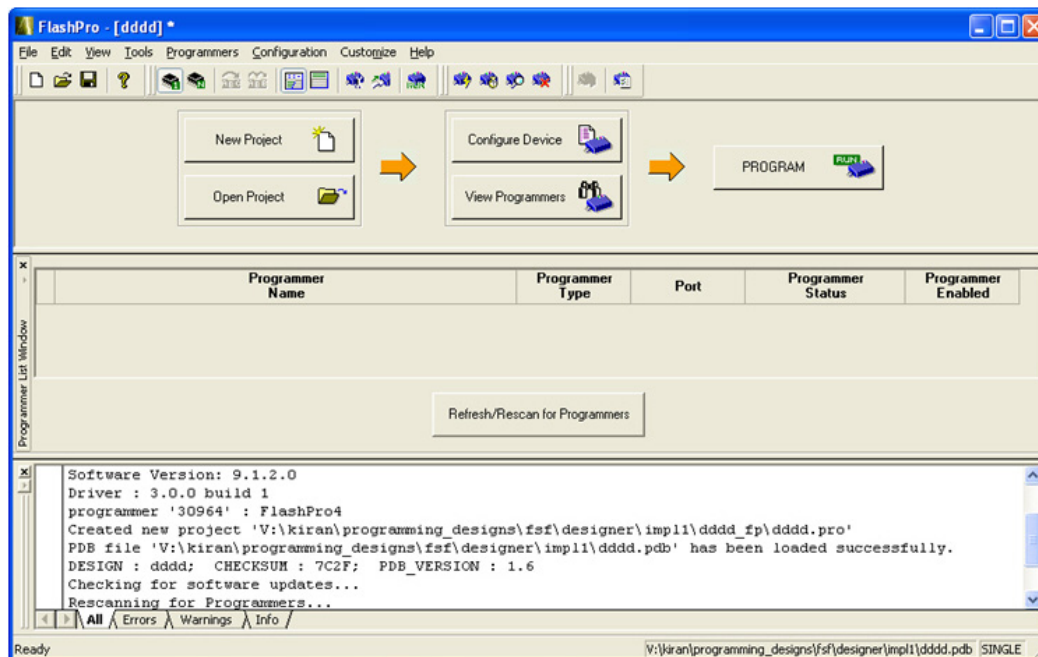 FlashPro - [dddd] *
File Edit View Tools Programmers Configuration Customize Help
New Project
Configure Device
PROGRAM
RUN
Open Project
View Programmers
Programmer List Window
Programmer Name
Programmer Type
Port
Programmer Status
Programmer Enabled
Refresh/Rescan for Programmers
Software Version: 9.1.2.0
Driver : 3.0.0 build 1
programmer '30964' : FlashPro4
Created new project 'V:\kiran\programming_designs\fsf\designer\impl1\dddd_fp\dddd.pro'
PDB file 'V:\kiran\programming_designs\fsf\designer\impl1\dddd.pdb' has been loaded successfully.
DESIGN : dddd; CHECKSUM : 7C2F; PDB_VERSION : 1.6
Checking for software updates...
Rescanning for Programmers...
All Errors Warnings Info
Ready
V:\kiran\programming_designs\fsf\designer\impl1\dddd.pdb SINGLE